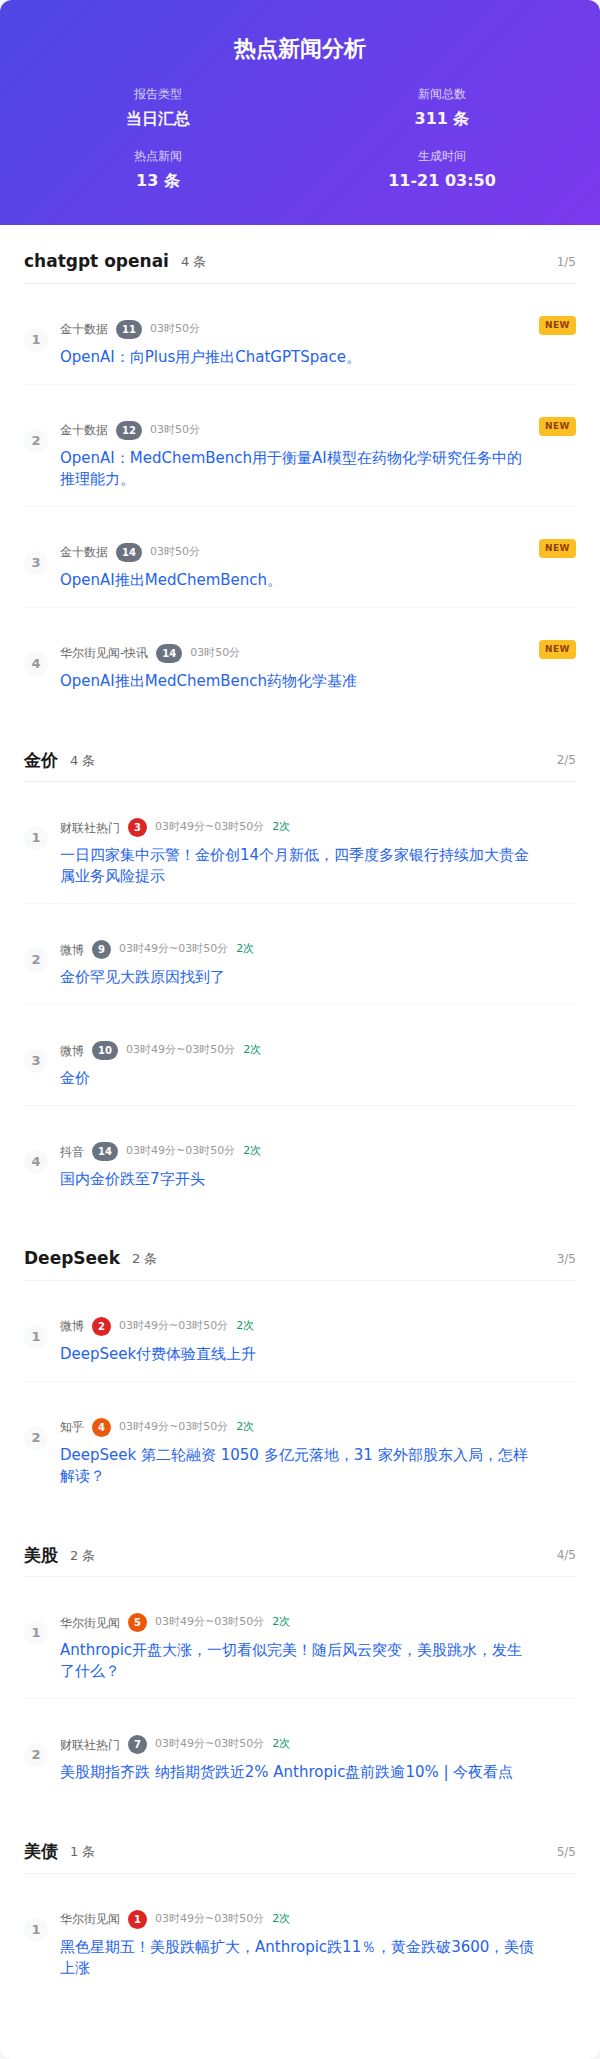 热点新闻分析
报告类型
当日汇总
新闻总数
311 条
热点新闻
13 条
生成时间
11-21 03:50
chatgpt openai 4 条 1/5
1 金十数据 11 03时50分 NEW
OpenAI：向Plus用户推出ChatGPTSpace。
2 金十数据 12 03时50分 NEW
OpenAI：MedChemBench用于衡量AI模型在药物化学研究任务中的
推理能力。
3 金十数据 14 03时50分 NEW
OpenAI推出MedChemBench。
4 华尔街见闻-快讯 14 03时50分 NEW
OpenAI推出MedChemBench药物化学基准
金价 4 条 2/5
1 财联社热门 3 03时49分~03时50分 2次
一日四家集中示警！金价创14个月新低，四季度多家银行持续加大贵金
属业务风险提示
2 微博 9 03时49分~03时50分 2次
金价罕见大跌原因找到了
3 微博 10 03时49分~03时50分 2次
金价
4 抖音 14 03时49分~03时50分 2次
国内金价跌至7字开头
DeepSeek 2 条 3/5
1 微博 2 03时49分~03时50分 2次
DeepSeek付费体验直线上升
2 知乎 4 03时49分~03时50分 2次
DeepSeek 第二轮融资 1050 多亿元落地，31 家外部股东入局，怎样
解读？
美股 2 条 4/5
1 华尔街见闻 5 03时49分~03时50分 2次
Anthropic开盘大涨，一切看似完美！随后风云突变，美股跳水，发生
了什么？
2 财联社热门 7 03时49分~03时50分 2次
美股期指齐跌 纳指期货跌近2% Anthropic盘前跌逾10% | 今夜看点
美债 1 条 5/5
1 华尔街见闻 1 03时49分~03时50分 2次
黑色星期五！美股跌幅扩大，Anthropic跌11％，黄金跌破3600，美债
上涨